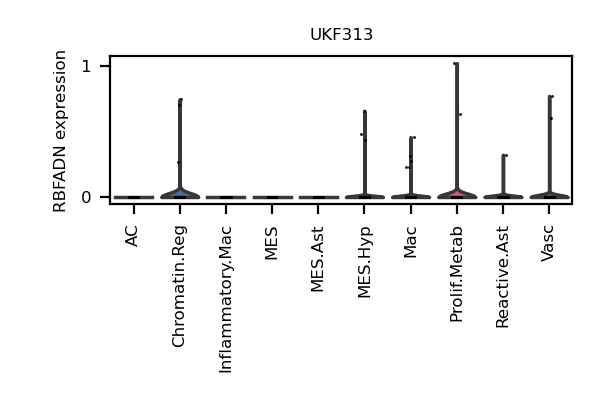 UKF313
RBFADN expression
1
0
AC
Chromatin.Reg
Inflammatory.Mac
MES
MES.Ast
MES.Hyp
Mac
Prolif.Metab
Reactive.Ast
Vasc